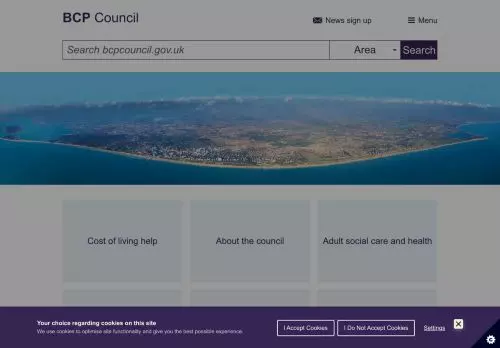 BCP Council
News sign up
Menu
Search bcpcouncil.gov.uk
Area
Search
Cost of living help
About the council
Adult social care and health
Your choice regarding cookies on this site
We use cookies to optimise site functionality and give you the best possible experience.
I Accept Cookies
I Do Not Accept Cookies
Settings